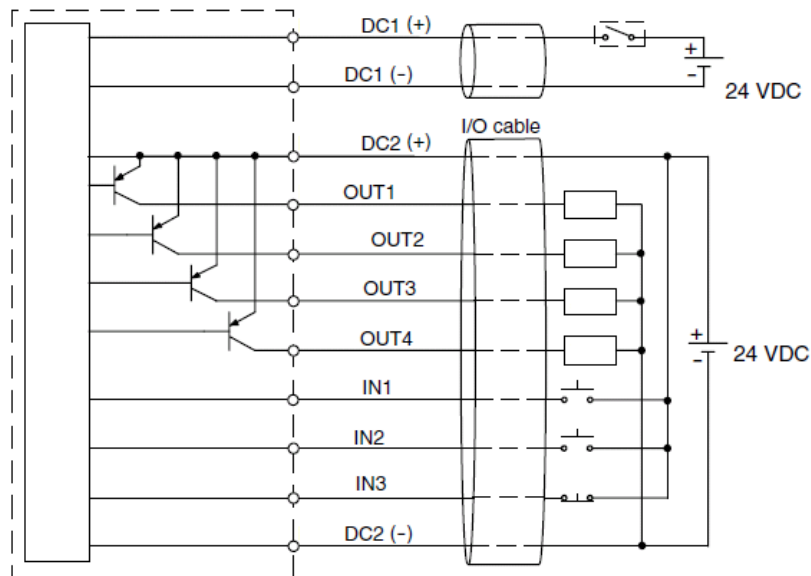 DC1 (+)
+
DC1 (-)
-
24 VDC
I/O cable
DC2 (+)
OUT1
OUT2
OUT3
OUT4
+
-
24 VDC
IN1
IN2
IN3
DC2 (-)